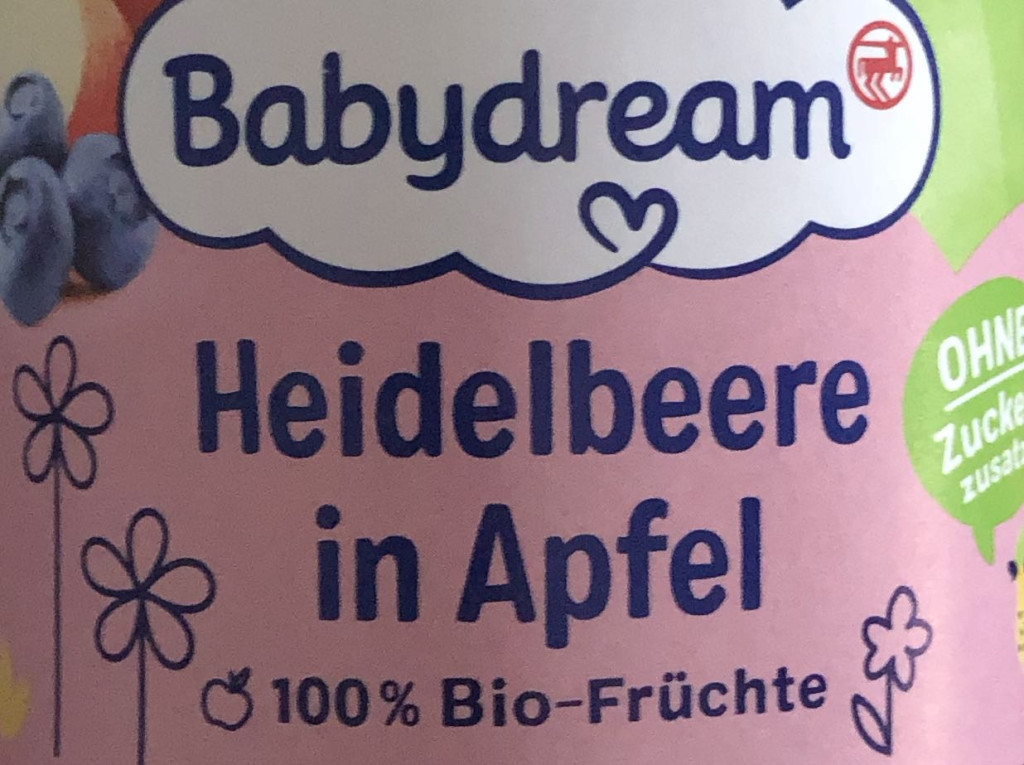 Babydream
Heidelbeere
in Apfel
100% Bio-Früchte
OHNE